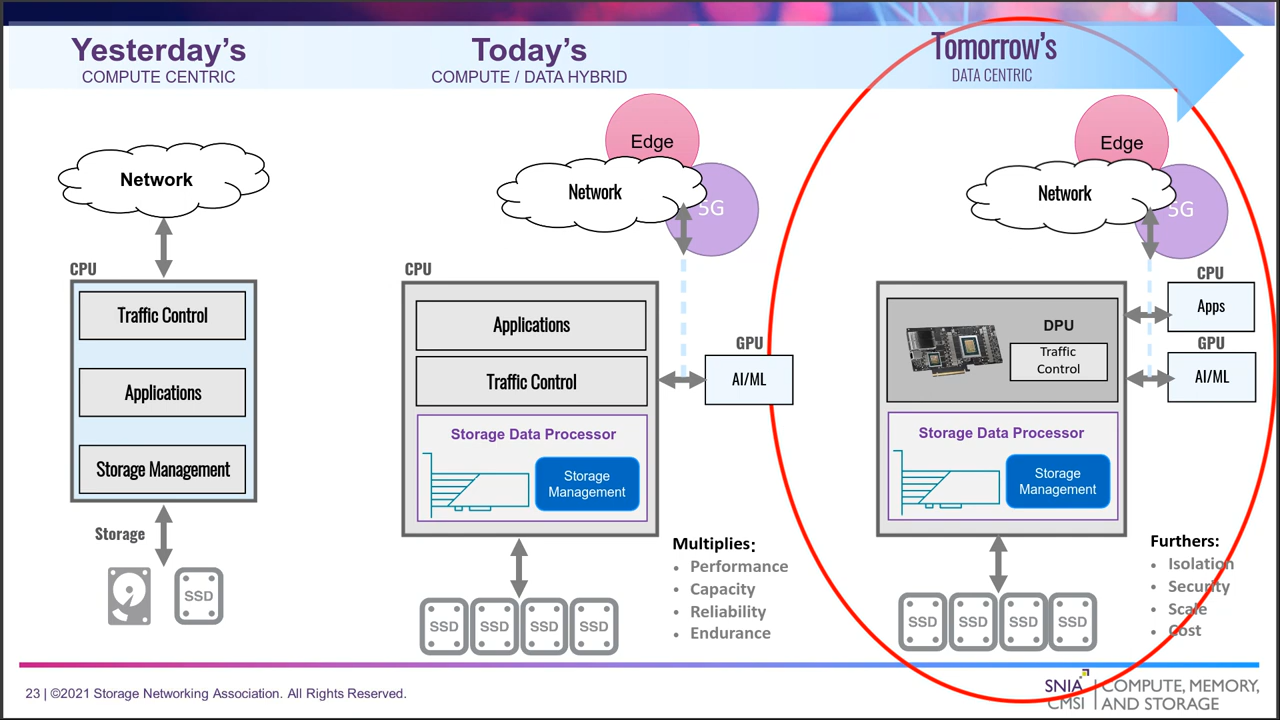 Yesterday's
COMPUTE CENTRIC
Today's
COMPUTE / DATA HYBRID
Tomorrow's
DATA CENTRIC
Network
CPU
Traffic Control
Applications
Storage Management
Storage
SSD
Edge
Network
5G
CPU
Applications
Traffic Control
Storage Data Processor
Storage
Management
GPU
AI/ML
SSD
SSD
SSD
SSD
Multiplies:
• Performance
• Capacity
• Reliability
• Endurance
Edge
Network
5G
CPU
Apps
GPU
AI/ML
DPU
Traffic
Control
Storage Data Processor
Storage
Management
SSD
SSD
SSD
SSD
Furthers:
• Isolation
• Security
• Scale
• Cost
23 | ©2021 Storage Networking Association. All Rights Reserved.
SNIA
CMSI
COMPUTE, MEMORY,
AND STORAGE